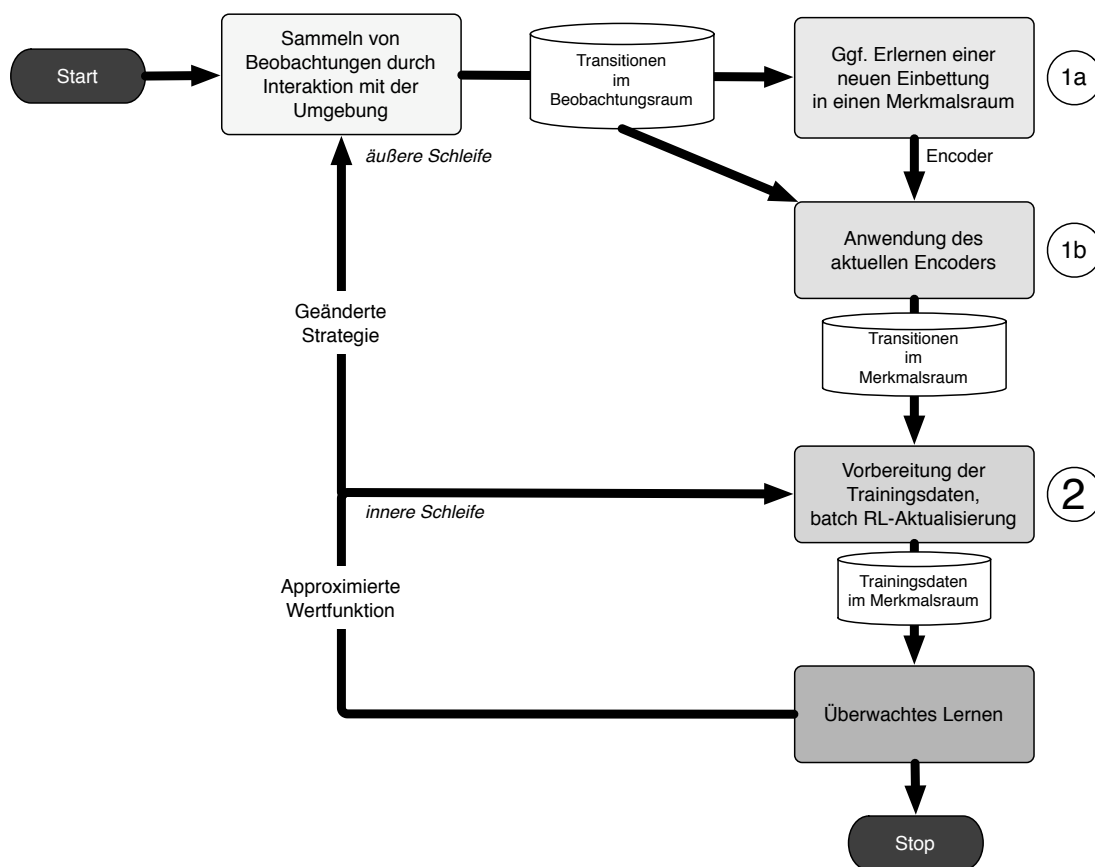 Start
Sammeln von
Beobachtungen durch
Interaktion mit der
Umgebung
Transitionen
im
Beobachtungsraum
Ggf. Erlernen einer
neuen Einbettung
in einen Merkmalsraum
1a
äußere Schleife
Encoder
Anwendung des
aktuellen Encoders
1b
Geänderte
Strategie
Transitionen
im
Merkmalsraum
Vorbereitung der
Trainingsdaten,
batch RL-Aktualisierung
2
innere Schleife
Approximierte
Wertfunktion
Trainingsdaten
im Merkmalsraum
Überwachtes Lernen
Stop